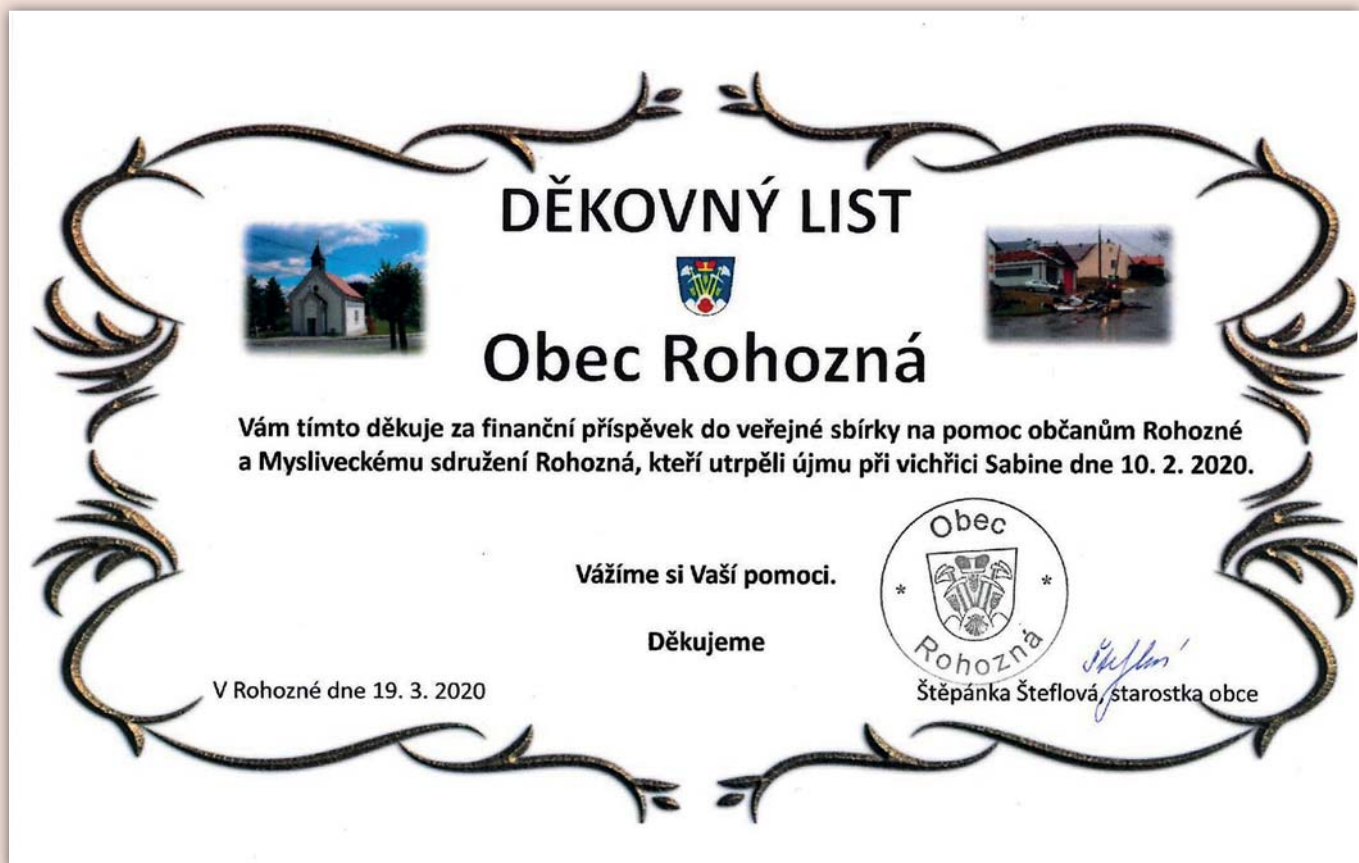 DĚKOVNÝ LIST
Obec Rohozná
Vám tímto děkuje za finanční příspěvek do veřejné sbírky na pomoc občanům Rohozné
a Mysliveckému sdružení Rohozná, kteří utrpěli újmu při vichřici Sabine dne 10. 2. 2020.
Vážíme si Vaší pomoci.
Děkujeme
Obec
* *
Rohozná
V Rohozné dne 19. 3. 2020
Šteflová
Štěpánka Šteflová, starostka obce